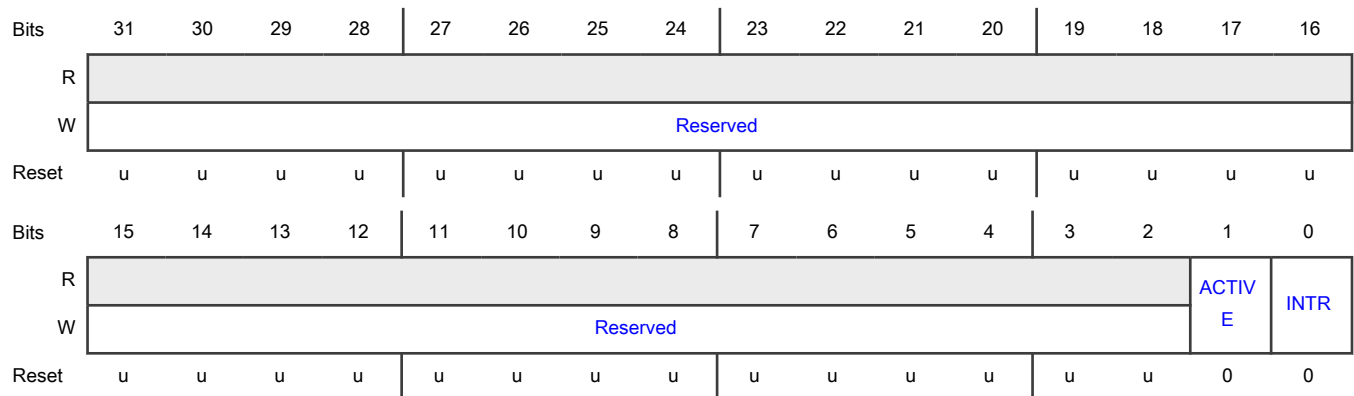 Bits 31 30 29 28 27 26 25 24 23 22 21 20 19 18 17 16
R
W Reserved
Reset u u u u u u u u u u u u u u u u
Bits 15 14 13 12 11 10 9 8 7 6 5 4 3 2 1 0
R
ACTIV
E
INTR
W Reserved
Reset u u u u u u u u u u u u u u 0 0